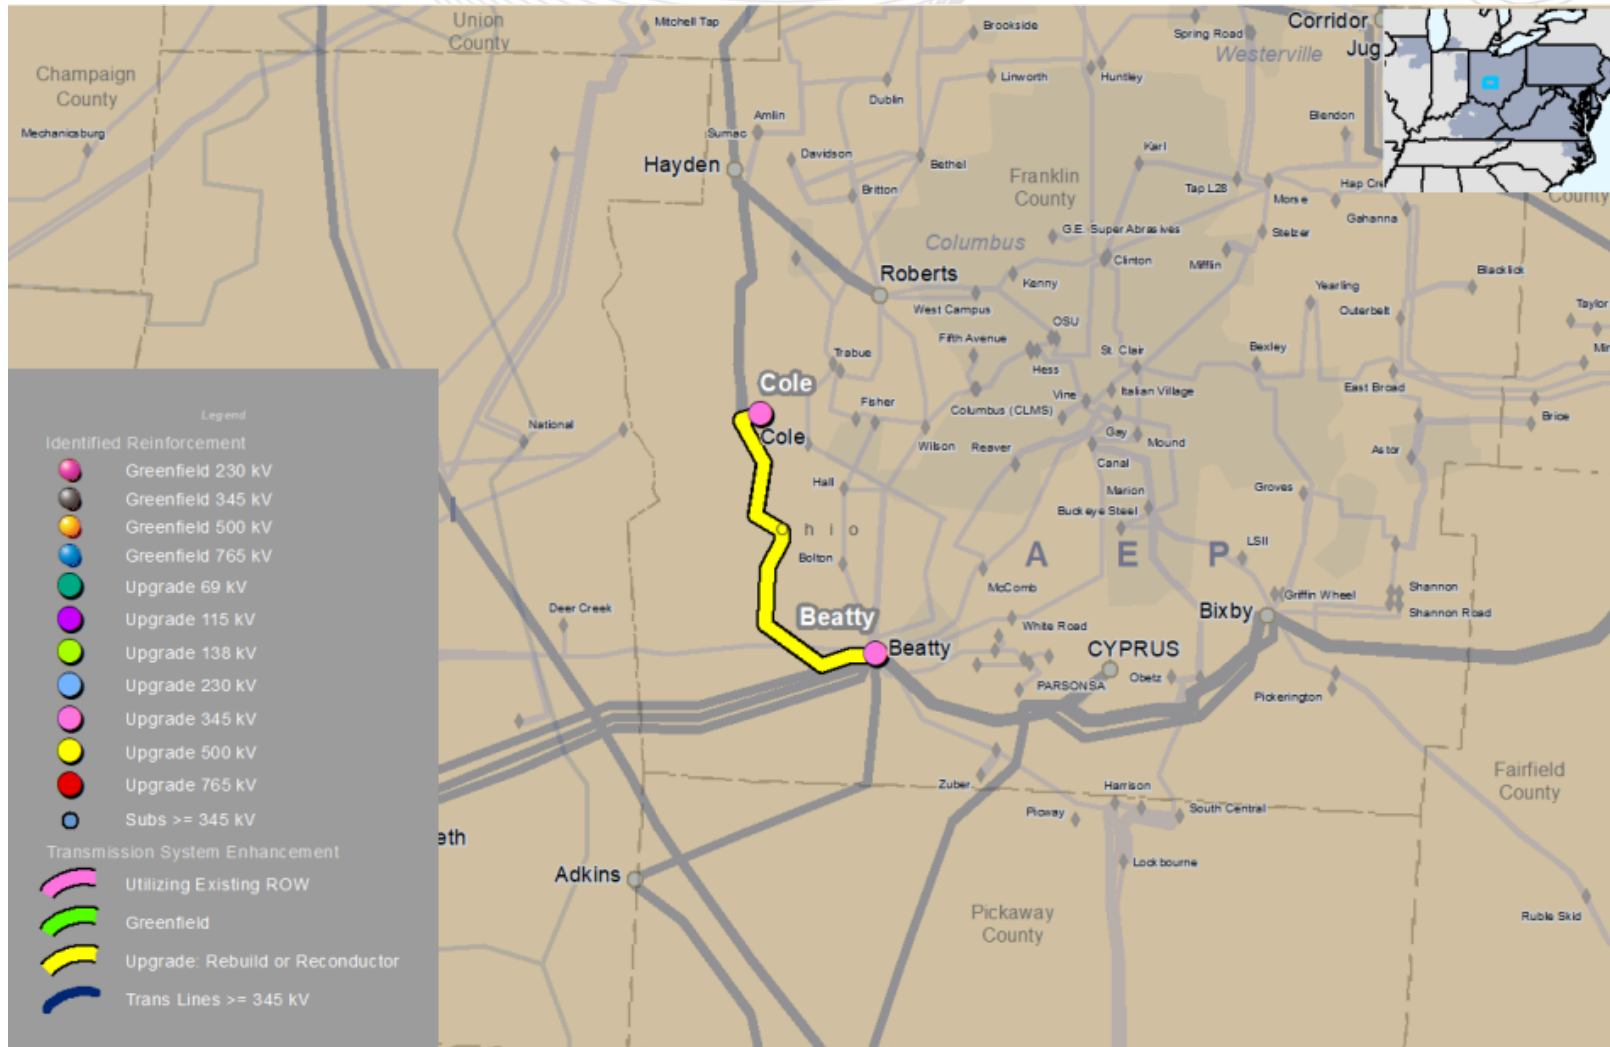 Union
County
Mitchell Tap
Brookside
Spring Road
Corridor
Jug
Westerville
Champaign
County
Linworth
Huntley
Dublin
Mechanicsburg
Amlin
Sumac
Blendon
Hayden
Davidson
Bethel
Karl
Franklin
County
Britton
Tap L28
Morse
Hap Cre
County
Gahanna
G.E. Super Abrasives
Stelzer
Columbus
Clinton
Mifflin
Roberts
Kenny
Blacklick
Yearling
West Campus
Outerbelt
Taylor
OSU
Fifth Avenue
St. Clair
Bexley
Trabue
Hess
Cole
Vine
Italian Village
East Broad
Fisher
Columbus (CLMS)
Brice
Cole
National
Wilson
Reaver
Gay
Mound
Astor
Canal
Hall
Marion
Groves
Buckeye Steel
Ohio
A E P
LSII
Bolton
McComb
Shannon
Griffin Wheel
Shannon Road
Deer Creek
Beatty
White Road
Bixby
Beatty
CYPRUS
PARSONSA
Obetz
Pickerington
Zuber
Harrison
Fairfield
County
Picway
South Central
eth
Lockbourne
Adkins
Pickaway
County
Ruble Skid
Legend
Identified Reinforcement
Greenfield 230 kV
Greenfield 345 kV
Greenfield 500 kV
Greenfield 765 kV
Upgrade 69 kV
Upgrade 115 kV
Upgrade 138 kV
Upgrade 230 kV
Upgrade 345 kV
Upgrade 500 kV
Upgrade 765 kV
Subs >= 345 kV
Transmission System Enhancement
Utilizing Existing ROW
Greenfield
Upgrade: Rebuild or Reconductor
Trans Lines >= 345 kV